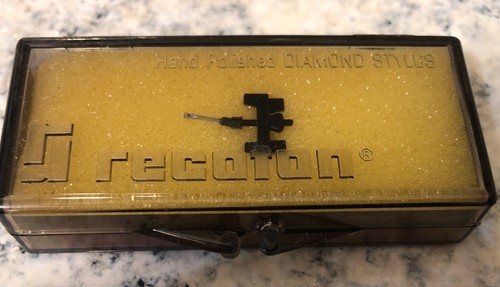 Hand Polished DIAMOND STYLUS
recoton®